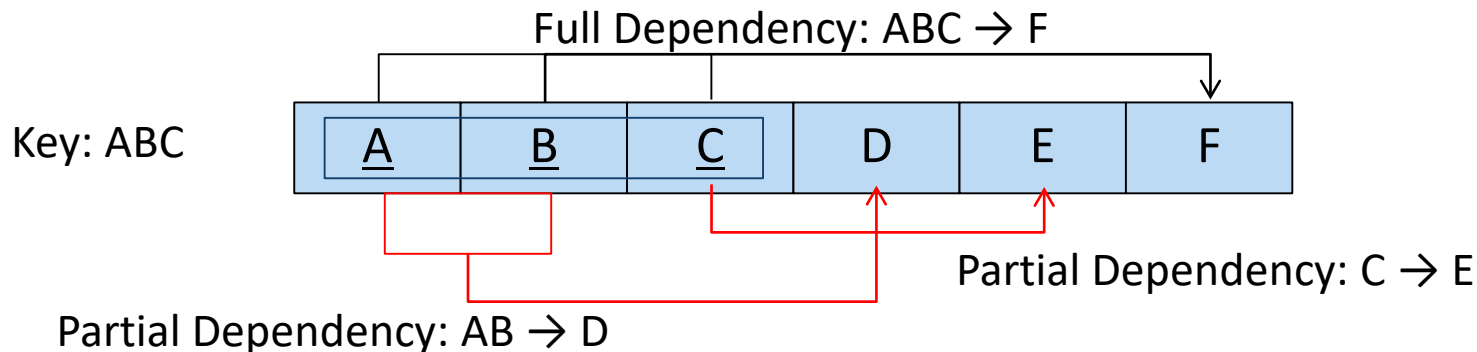 Full Dependency: ABC → F
Key: ABC
A B C D E F
Partial Dependency: C → E
Partial Dependency: AB → D